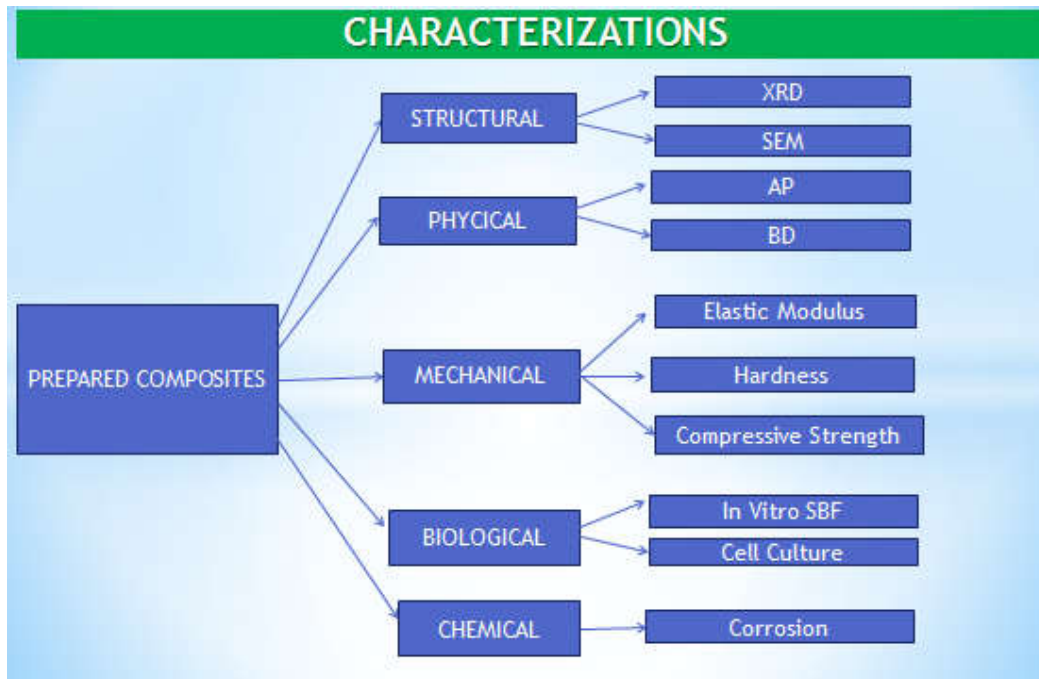 CHARACTERIZATIONS
PREPARED COMPOSITES
STRUCTURAL
XRD
SEM
PHYCICAL
AP
BD
MECHANICAL
Elastic Modulus
Hardness
Compressive Strength
BIOLOGICAL
In Vitro SBF
Cell Culture
CHEMICAL
Corrosion